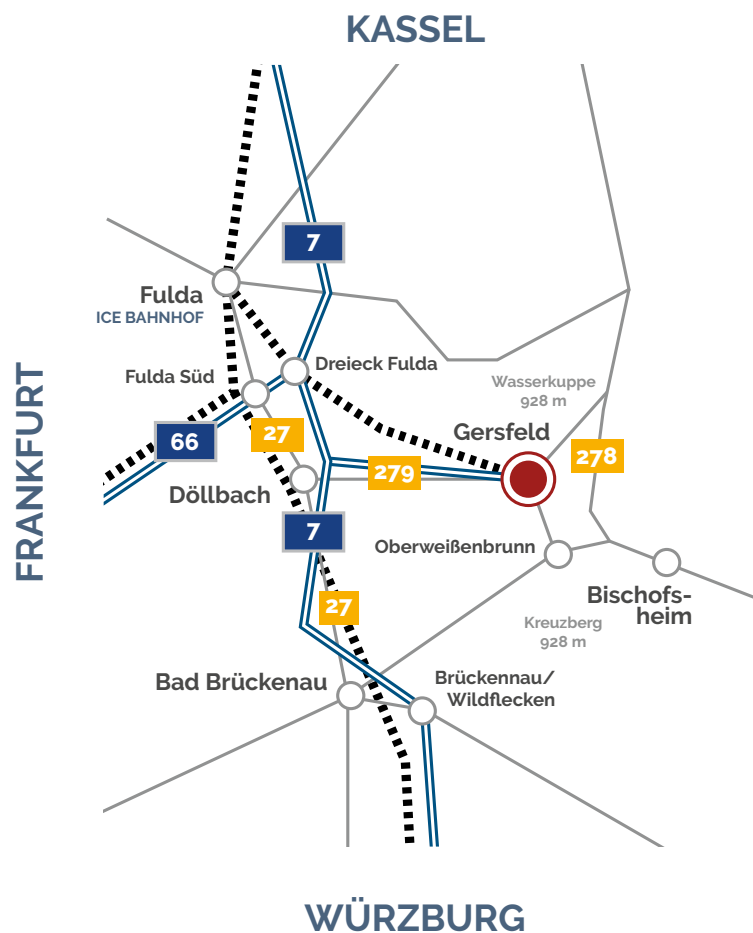 KASSEL
7
Fulda
ICE BAHNHOF
Dreieck Fulda
Fulda Süd
Wasserkuppe
928 m
FRANKFURT
66
27
Gersfeld
278
279
Döllbach
7
Oberweißenbrunn
Bischofs-
heim
27
Kreuzberg
928 m
Bad Brückenau
Brückennau/
Wildflecken
WÜRZBURG